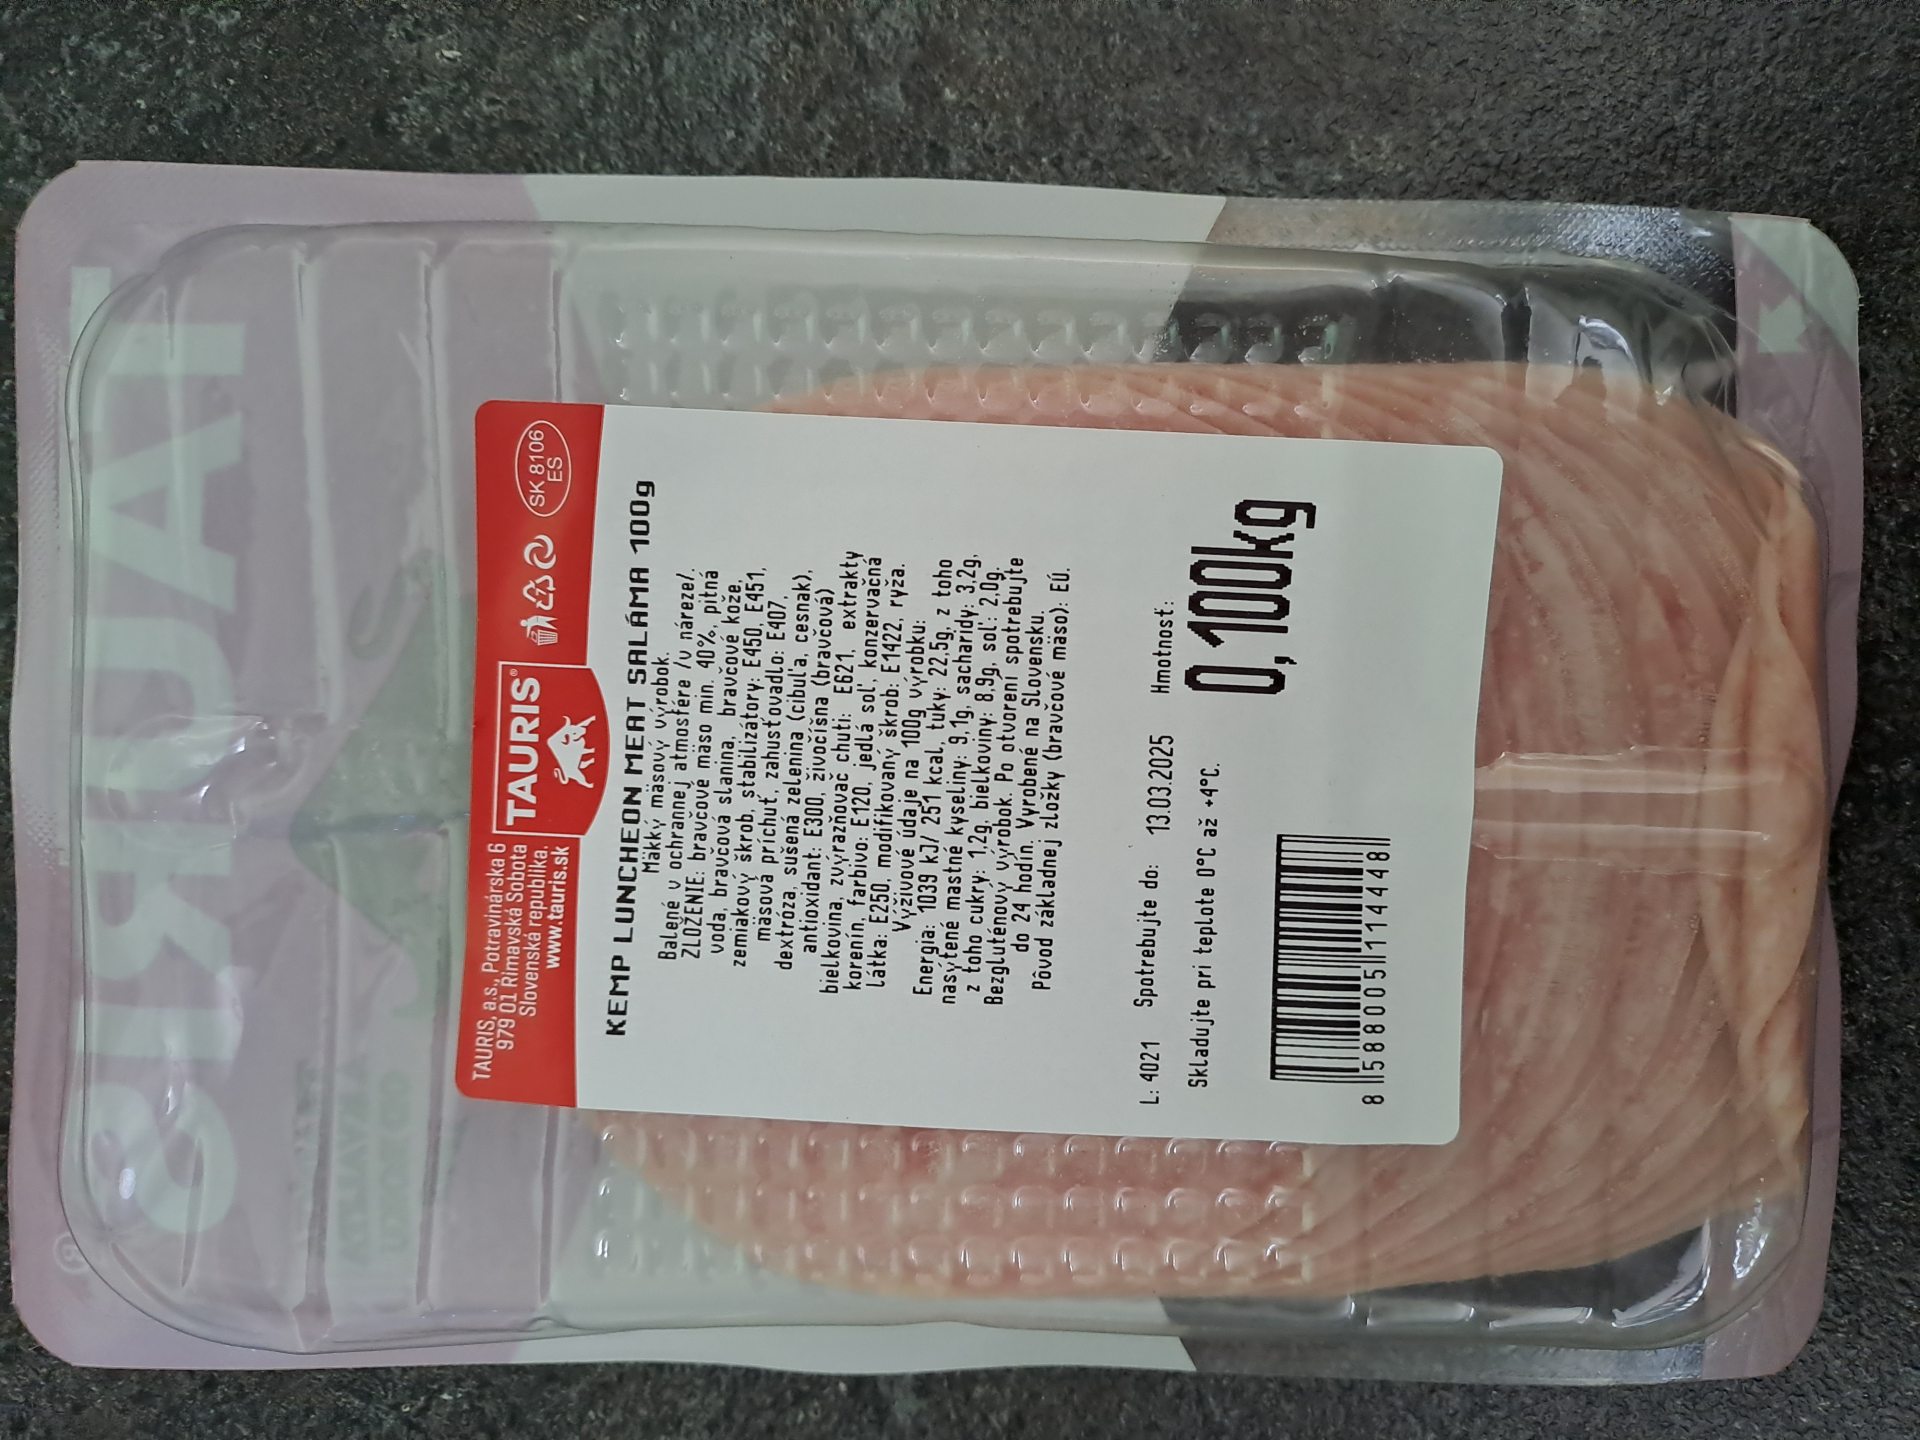 TAURIS, a.s., Potravinárska 6
979 01 Rimavská Sobota
Slovenská republika.
www.tauris.sk
TAURIS®
SK 8106
ES
KEMP LUNCHEON MEAT SALÁMA 100g
Mäkký mäsový výrobok.
Balené v ochrannej atmosfére /v náreze/.
ZLOŽENIE: bravčové mäso min. 40%, pitná
voda, bravčová slanina, bravčové kože,
zemiakový škrob, stabilizátory: E450, E451,
mäsová príchuť, zahusťovadlo: E407,
dextróza, sušená zelenina (cibuľa, cesnak),
antioxidant: E300, živočíšna (bravčová)
bielkovina, zvýrazňovač chuti: E621, extrakty
korenín, farbivo: E120, jedlá soľ, konzervačná
látka: E250, modifikovaný škrob: E1422, ryža.
Výživové údaje na 100g výrobku:
Energia: 1039 kJ/ 251 kcal, tuky: 22,5g, z toho
nasýtené mastné kyseliny: 9,1g, sacharidy: 3,2g,
z toho cukry: 1,2g, bielkoviny: 8,9g, soľ: 2,0g.
Bezgluténový výrobok. Po otvorení spotrebujte
do 24 hodín. Vyrobené na Slovensku.
Pôvod základnej zložky (bravčové mäso): EÚ.
L: 4021 Spotrebujte do: 13.03.2025 Hmotnosť:
Skladujte pri teplote 0°C až +4°C.
0,100kg
8 588005 114448
TAURIS
®